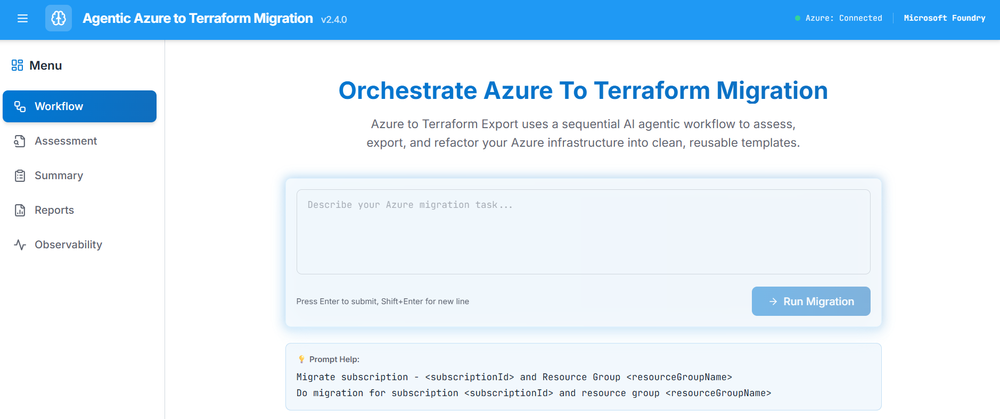 Agentic Azure to Terraform Migration v2.4.0
Azure: Connected
Microsoft Foundry
Menu
Workflow
Assessment
Summary
Reports
Observability
Orchestrate Azure To Terraform Migration
Azure to Terraform Export uses a sequential AI agentic workflow to assess,
export, and refactor your Azure infrastructure into clean, reusable templates.
Describe your Azure migration task...
Press Enter to submit, Shift+Enter for new line
Run Migration
Prompt Help:
Migrate subscription - <subscriptionId> and Resource Group <resourceGroupName>
Do migration for subscription <subscriptionId> and resource group <resourceGroupName>